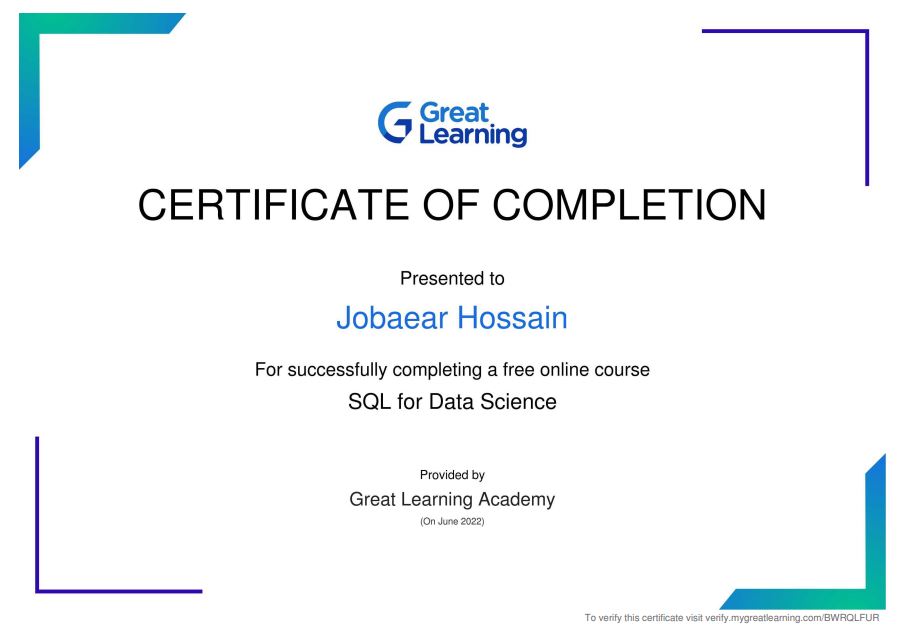 Great
Learning
CERTIFICATE OF COMPLETION
Presented to
Jobaear Hossain
For successfully completing a free online course
SQL for Data Science
Provided by
Great Learning Academy
(On June 2022)
To verify this certificate visit verify.mygreatlearning.com/BWRQLFUR